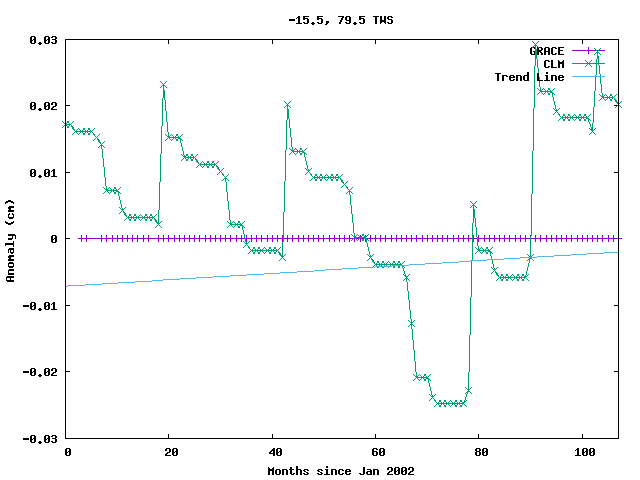 -15.5, 79.5 TWS
GRACE
CLM
Trend Line
0.03
0.02
0.01
0
-0.01
-0.02
-0.03
Anomaly (cm)
0 20 40 60 80 100
Months since Jan 2002